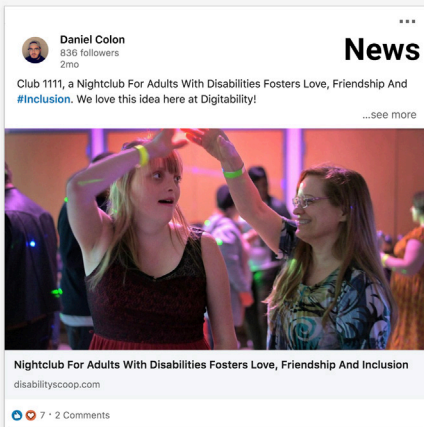 Daniel Colon
836 followers
2mo
News
Club 1111, a Nightclub For Adults With Disabilities Fosters Love, Friendship And
#Inclusion. We love this idea here at Digitability!
...see more
Nightclub For Adults With Disabilities Fosters Love, Friendship And Inclusion
disabilityscoop.com
7 · 2 Comments